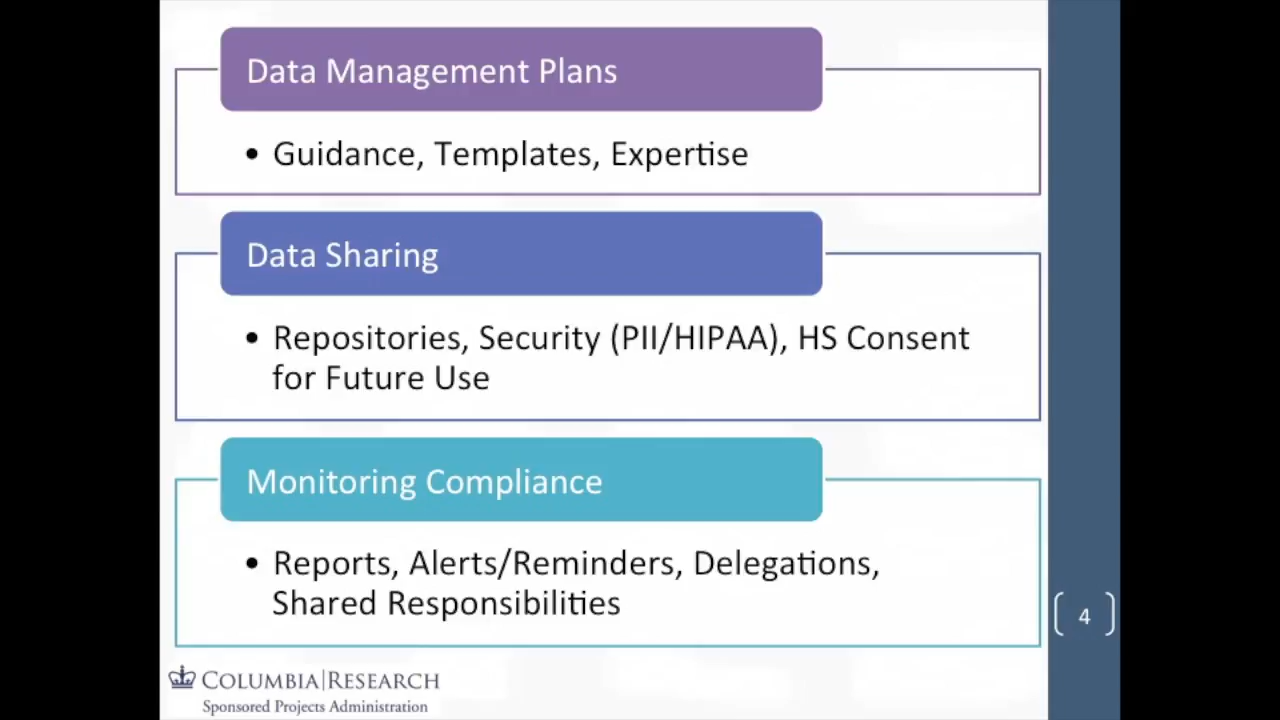 Data Management Plans
• Guidance, Templates, Expertise
Data Sharing
• Repositories, Security (PII/HIPAA), HS Consent
for Future Use
Monitoring Compliance
• Reports, Alerts/Reminders, Delegations,
Shared Responsibilities
4
COLUMBIA|RESEARCH
Sponsored Projects Administration